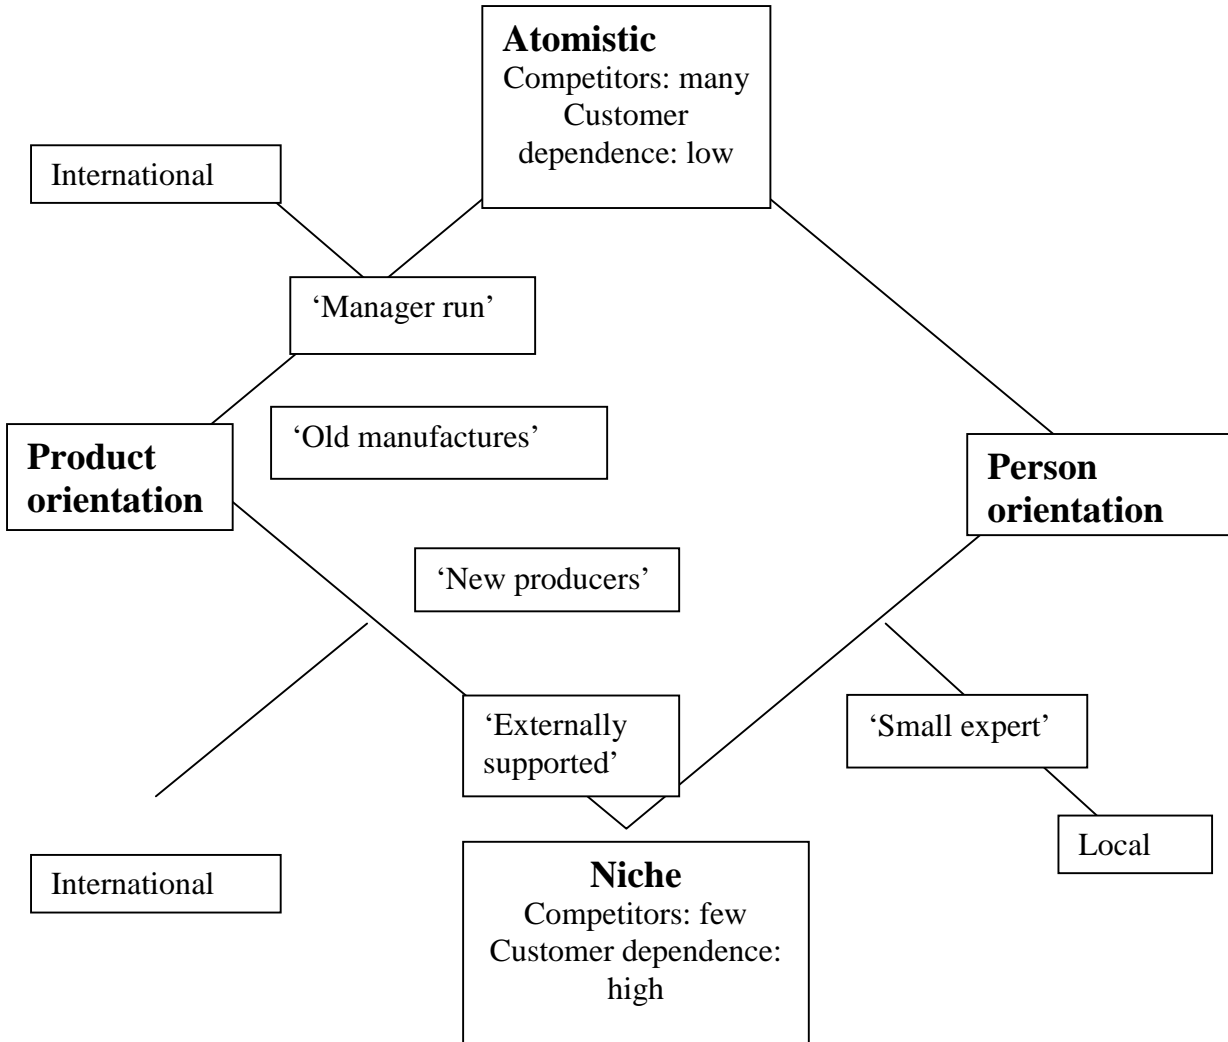 Atomistic
Competitors: many
Customer
dependence: low
International
‘Manager run’
‘Old manufactures’
Product
orientation
Person
orientation
‘New producers’
‘Externally
supported’
‘Small expert’
Local
International
Niche
Competitors: few
Customer dependence:
high